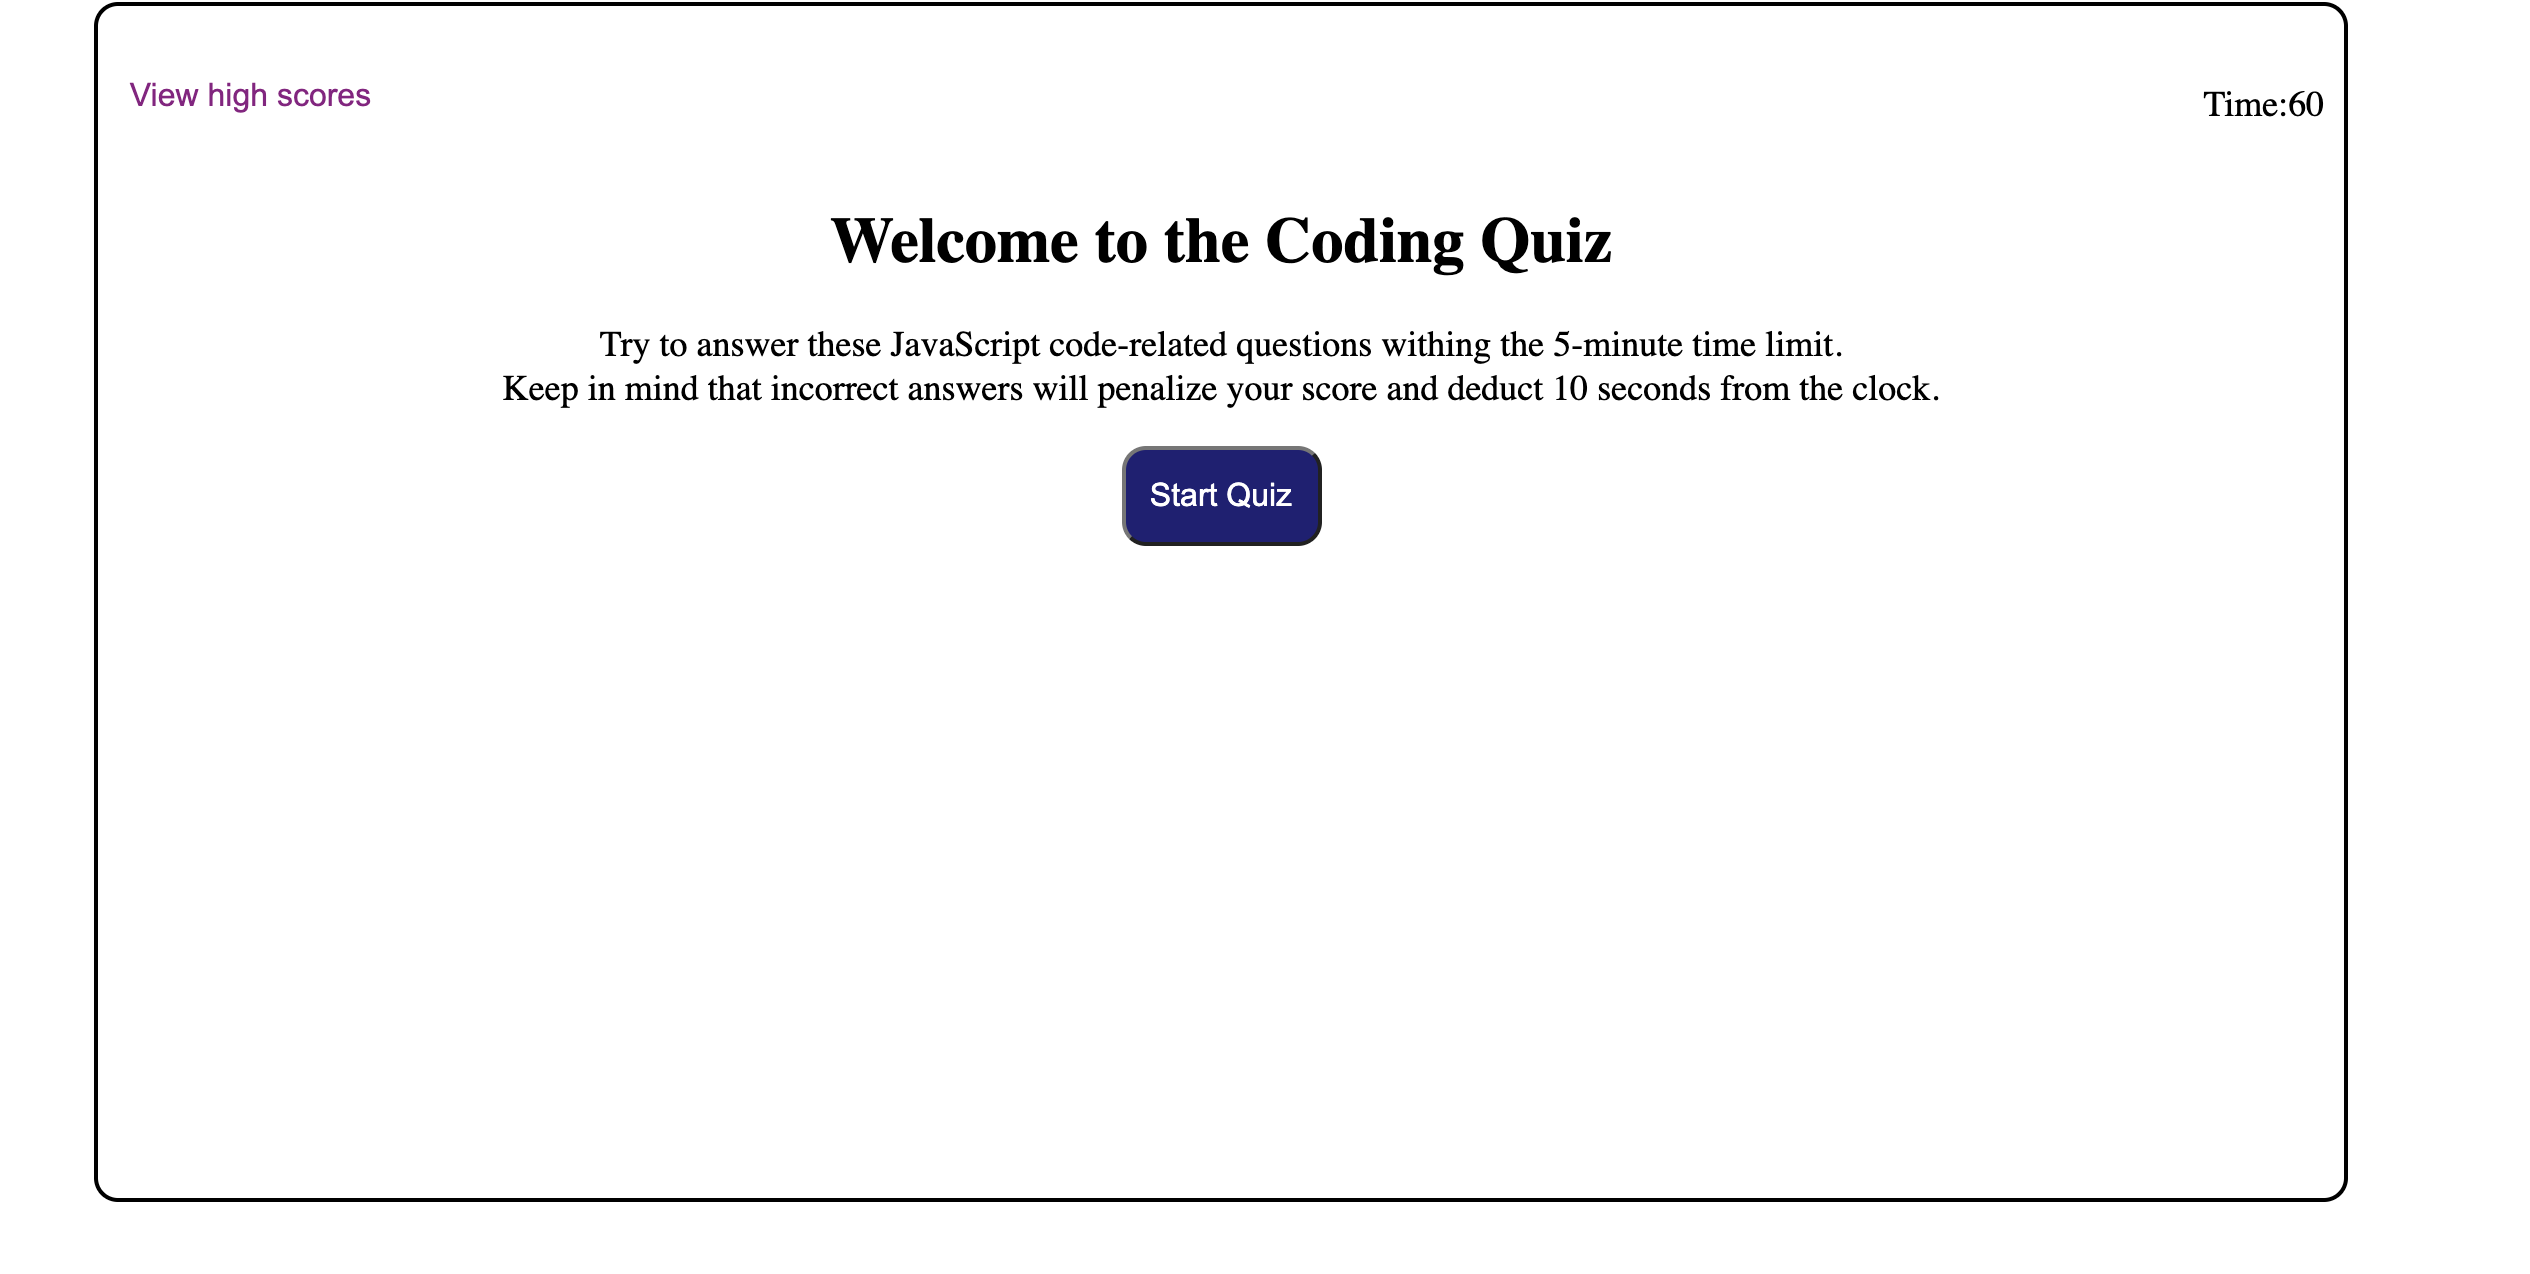 View high scores
Time:60
Welcome to the Coding Quiz
Try to answer these JavaScript code-related questions withing the 5-minute time limit.
Keep in mind that incorrect answers will penalize your score and deduct 10 seconds from the clock.
Start Quiz